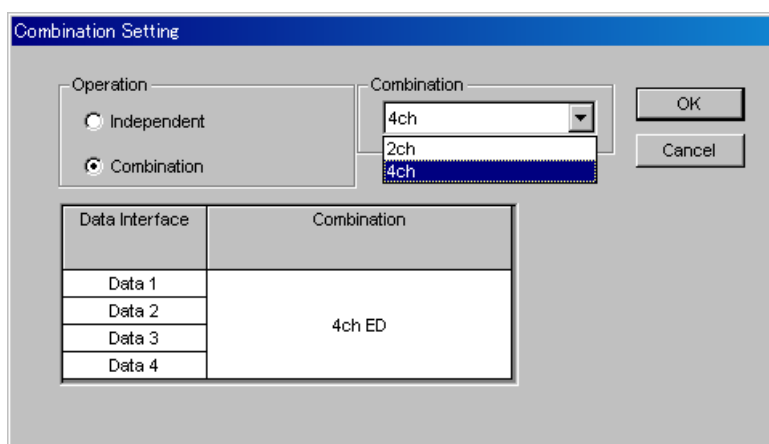 Combination Setting
Operation
Independent
Combination
Combination
4ch
2ch
4ch
OK
Cancel
Data Interface
Combination
Data 1
Data 2
Data 3
Data 4
4ch ED